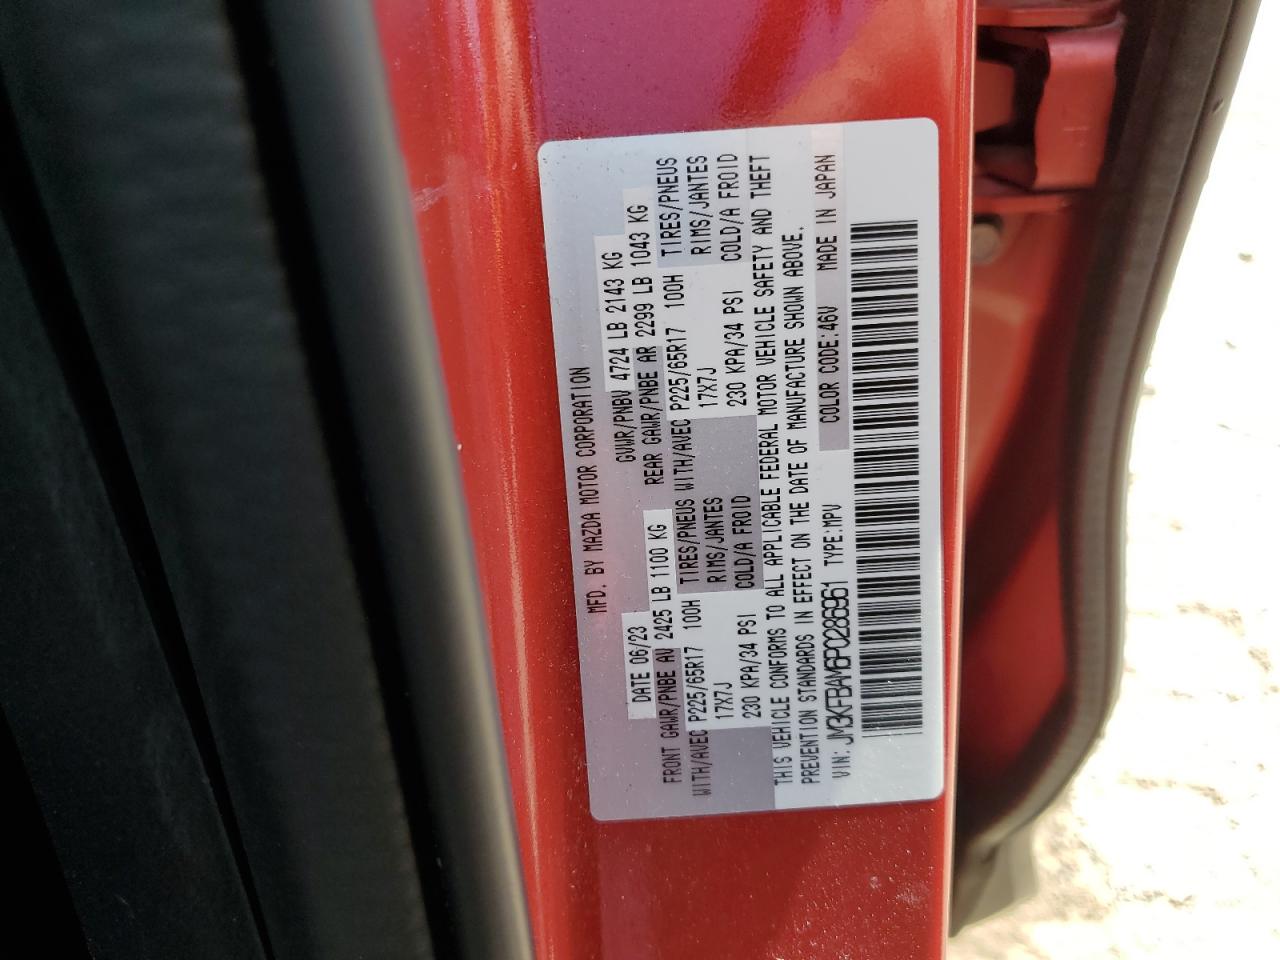 MFD. BY MAZDA MOTOR CORPORATION
DATE 06/23 GVWR/PNBV 4724 LB 2143 KG
FRONT GAWR/PNBE AV 2425 LB 1100 KG REAR GAWR/PNBE AR 2299 LB 1043 KG
WITH/AVEC P225/65R17 100H TIRES/PNEUS WITH/AVEC P225/65R17 100H TIRES/PNEUS
17X7J RIMS/JANTES 17X7J RIMS/JANTES
230 KPA/34 PSI COLD/A FROID 230 KPA/34 PSI COLD/A FROID
THIS VEHICLE CONFORMS TO ALL APPLICABLE FEDERAL MOTOR VEHICLE SAFETY AND THEFT
PREVENTION STANDARDS IN EFFECT ON THE DATE OF MANUFACTURE SHOWN ABOVE.
VIN: JM3KFBAM6P0286961 TYPE:MPV COLOR CODE:46V MADE IN JAPAN